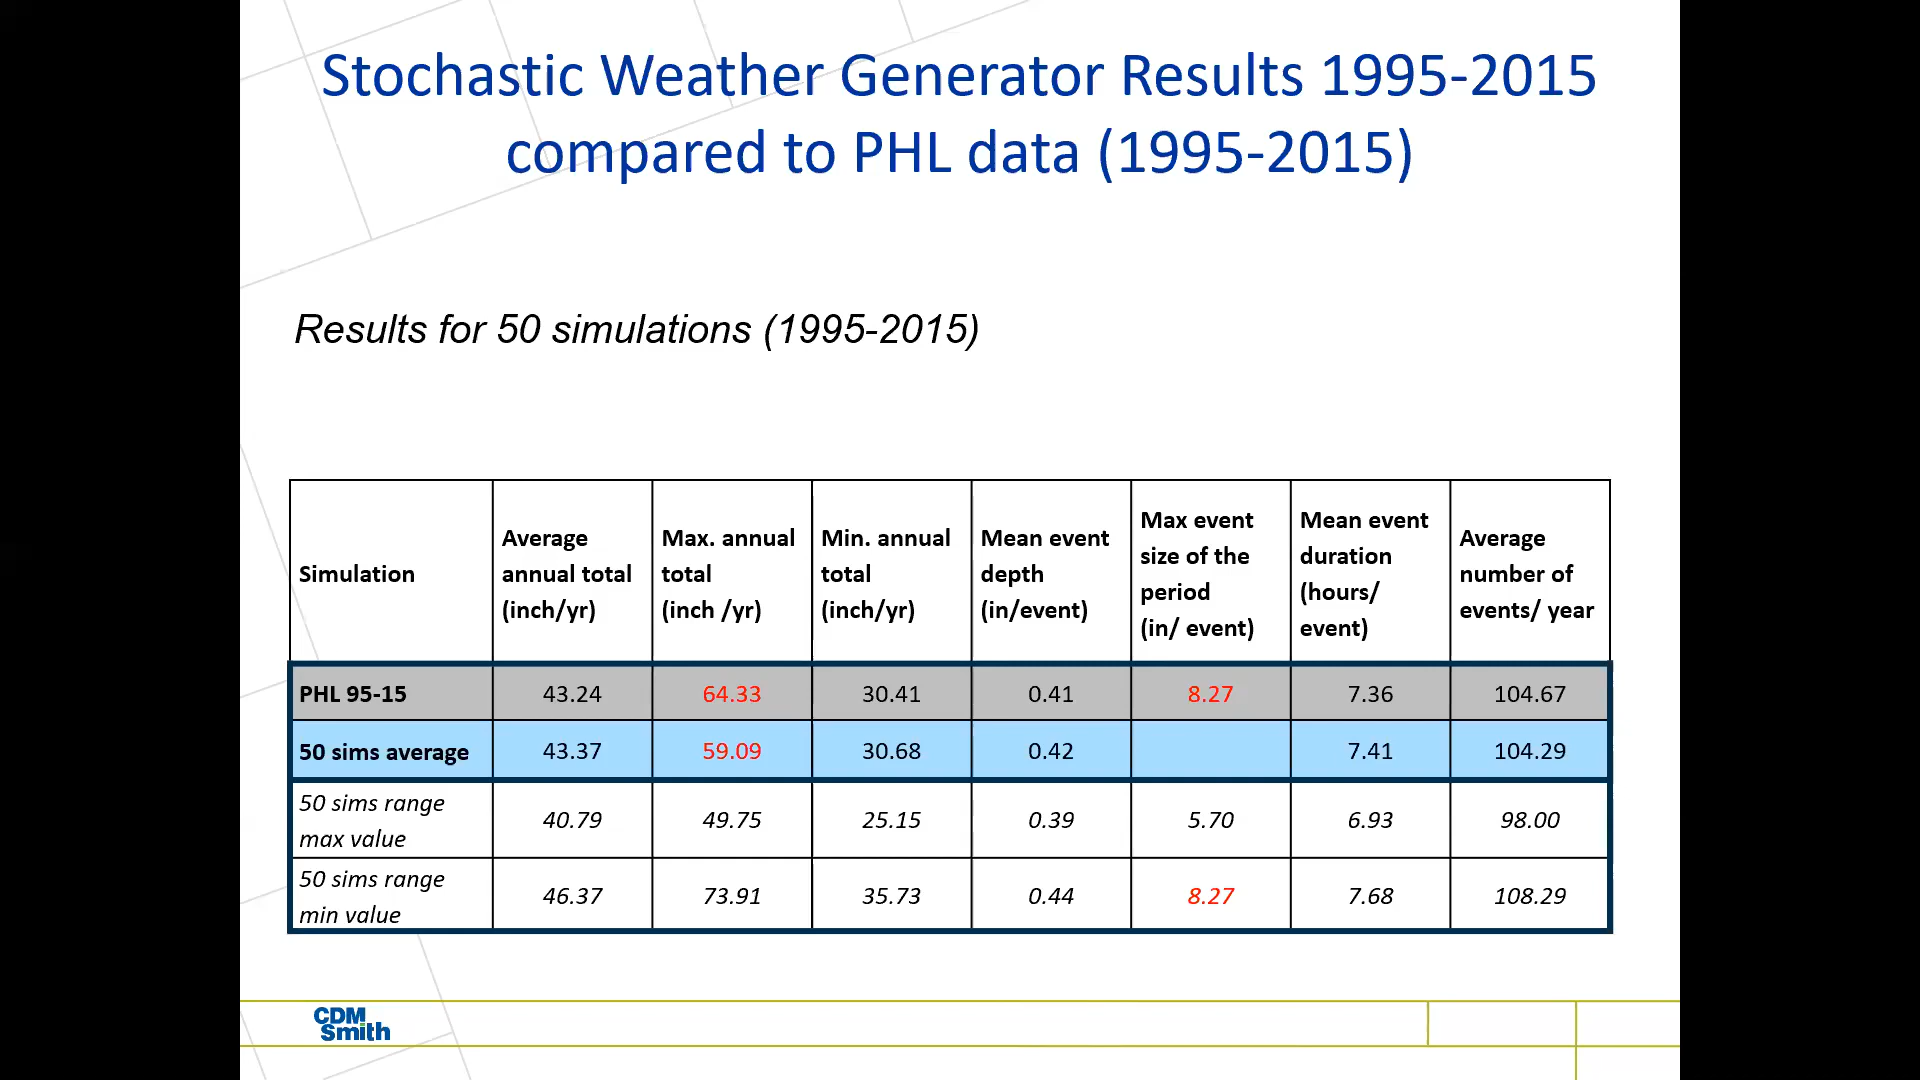 Stochastic Weather Generator Results 1995-2015
compared to PHL data (1995-2015)
Results for 50 simulations (1995-2015)
Simulation
Average
annual total
(inch/yr)
Max. annual
total
(inch /yr)
Min. annual
total
(inch/yr)
Mean event
depth
(in/event)
Max event
size of the
period
(in/ event)
Mean event
duration
(hours/
event)
Average
number of
events/ year
PHL 95-15 43.24 64.33 30.41 0.41 8.27 7.36 104.67
50 sims average 43.37 59.09 30.68 0.42 7.41 104.29
50 sims range
max value
40.79 49.75 25.15 0.39 5.70 6.93 98.00
50 sims range
min value
46.37 73.91 35.73 0.44 8.27 7.68 108.29
CDM
Smith